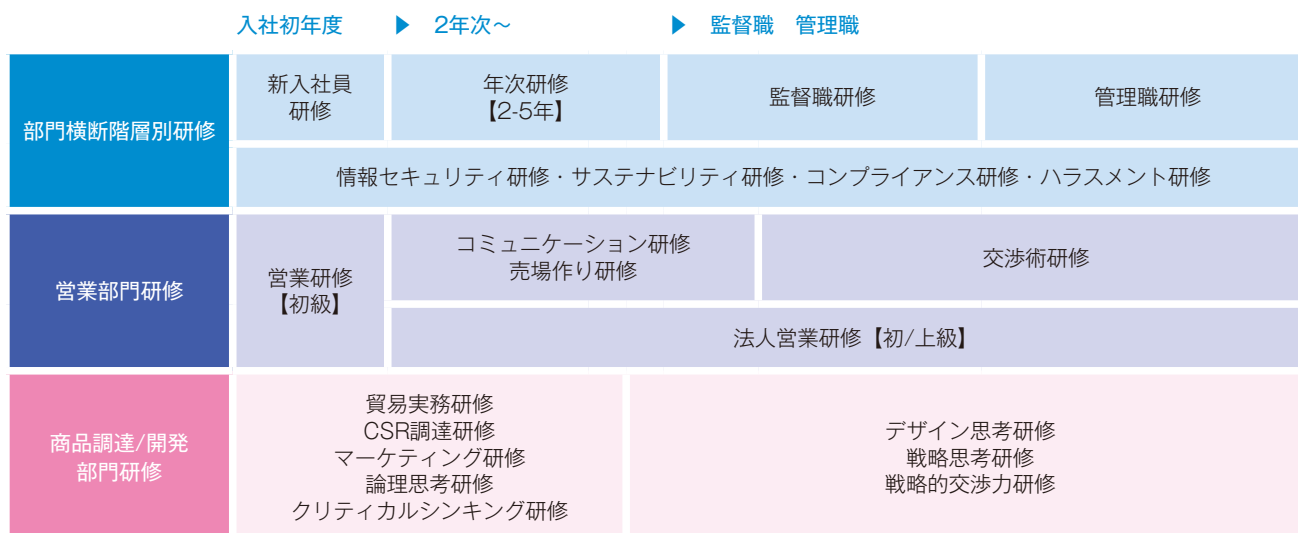 入社初年度 ▶ 2年次～ ▶ 監督職 管理職
部門横断階層別研修
新入社員
研修
年次研修
【2-5年】
監督職研修
管理職研修
情報セキュリティ研修・サステナビリティ研修・コンプライアンス研修・ハラスメント研修
営業部門研修
営業研修
【初級】
コミュニケーション研修
売場作り研修
交渉術研修
法人営業研修【初/上級】
商品調達/開発
部門研修
貿易実務研修
CSR調達研修
マーケティング研修
論理思考研修
クリティカルシンキング研修
デザイン思考研修
戦略思考研修
戦略的交渉力研修